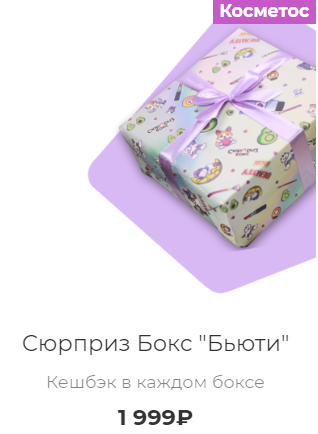 Косметос
Сюрприз Бокс "Бьюти"
Кешбэк в каждом боксе
1 999₽